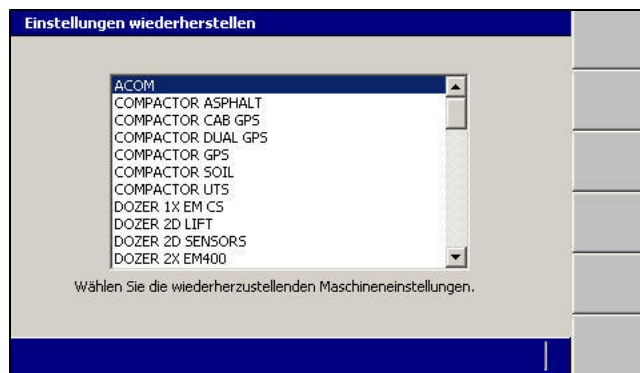 Einstellungen wiederherstellen
ACOM
COMPACTOR ASPHALT
COMPACTOR CAB GPS
COMPACTOR DUAL GPS
COMPACTOR GPS
COMPACTOR SOIL
COMPACTOR UTS
DOZER 1X EM CS
DOZER 2D LIFT
DOZER 2D SENSORS
DOZER 2X EM400
Wählen Sie die wiederherzustellenden Maschineneinstellungen.